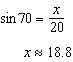 sin 70 = x/20
x ≈ 18.8